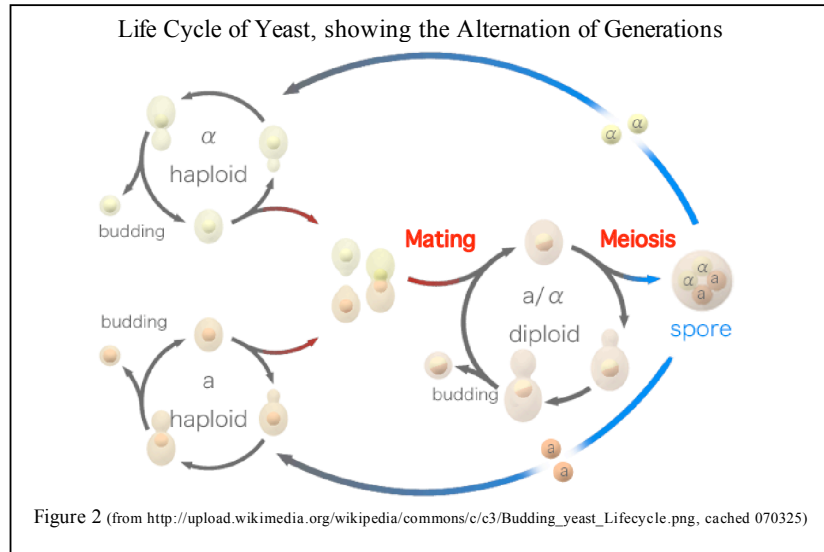 Life Cycle of Yeast, showing the Alternation of Generations
α
haploid
budding
α α
Mating
Meiosis
a/α
diploid
budding
α
α a
a
spore
budding
a
haploid
a
a
Figure 2 (from http://upload.wikimedia.org/wikipedia/commons/c/c3/Budding_yeast_Lifecycle.png, cached 070325)